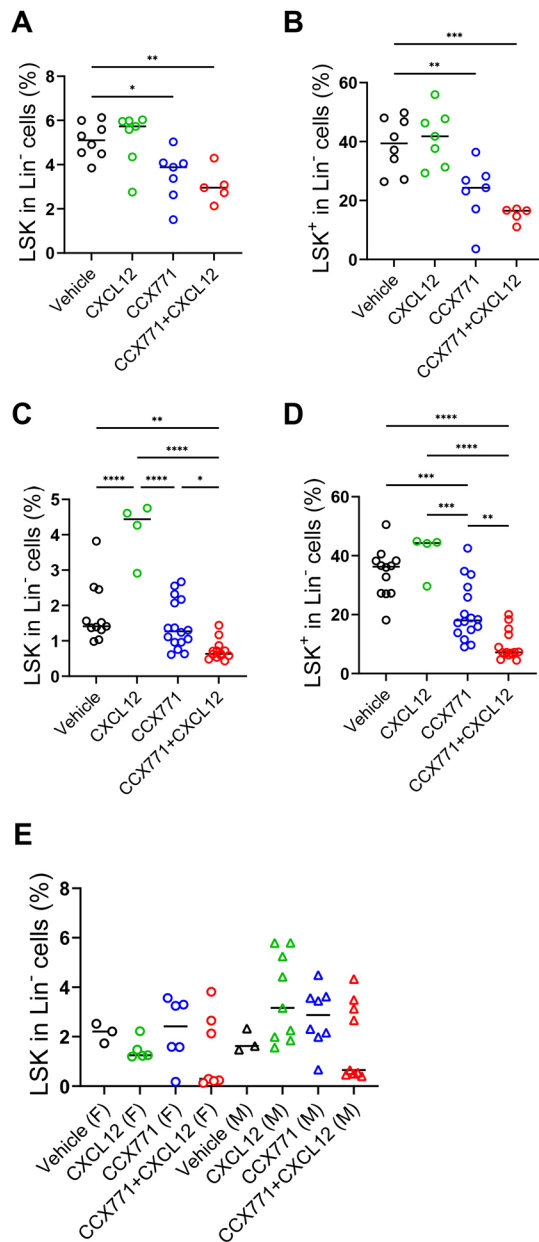 A
LSK in Lin⁻ cells (%)
8
6
4
2
0
**
*
Vehicle
CXCL12
CCX771
CCX771+CXCL12
B
LSK⁺ in Lin⁻ cells (%)
60
40
20
0
***
**
Vehicle
CXCL12
CCX771
CCX771+CXCL12
C
LSK in Lin⁻ cells (%)
5
4
3
2
1
0
**
****
**** **** *
Vehicle
CXCL12
CCX771
CCX771+CXCL12
D
LSK⁺ in Lin⁻ cells (%)
60
40
20
0
****
****
***
*** **
Vehicle
CXCL12
CCX771
CCX771+CXCL12
E
LSK in Lin⁻ cells (%)
8
6
4
2
0
Vehicle (F)
CXCL12 (F)
CCX771 (F)
CCX771+CXCL12 (F)
Vehicle (M)
CXCL12 (M)
CCX771 (M)
CCX771+CXCL12 (M)